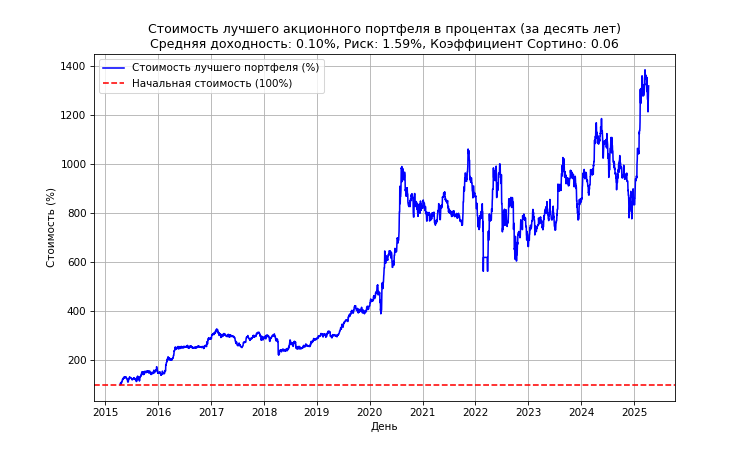 Стоимость лучшего акционного портфеля в процентах (за десять лет)
Средняя доходность: 0.10%, Риск: 1.59%, Коэффициент Сортино: 0.06
Стоимость лучшего портфеля (%)
Начальная стоимость (100%)
Стоимость (%)
1400
1200
1000
800
600
400
200
2015 2016 2017 2018 2019 2020 2021 2022 2023 2024 2025
День